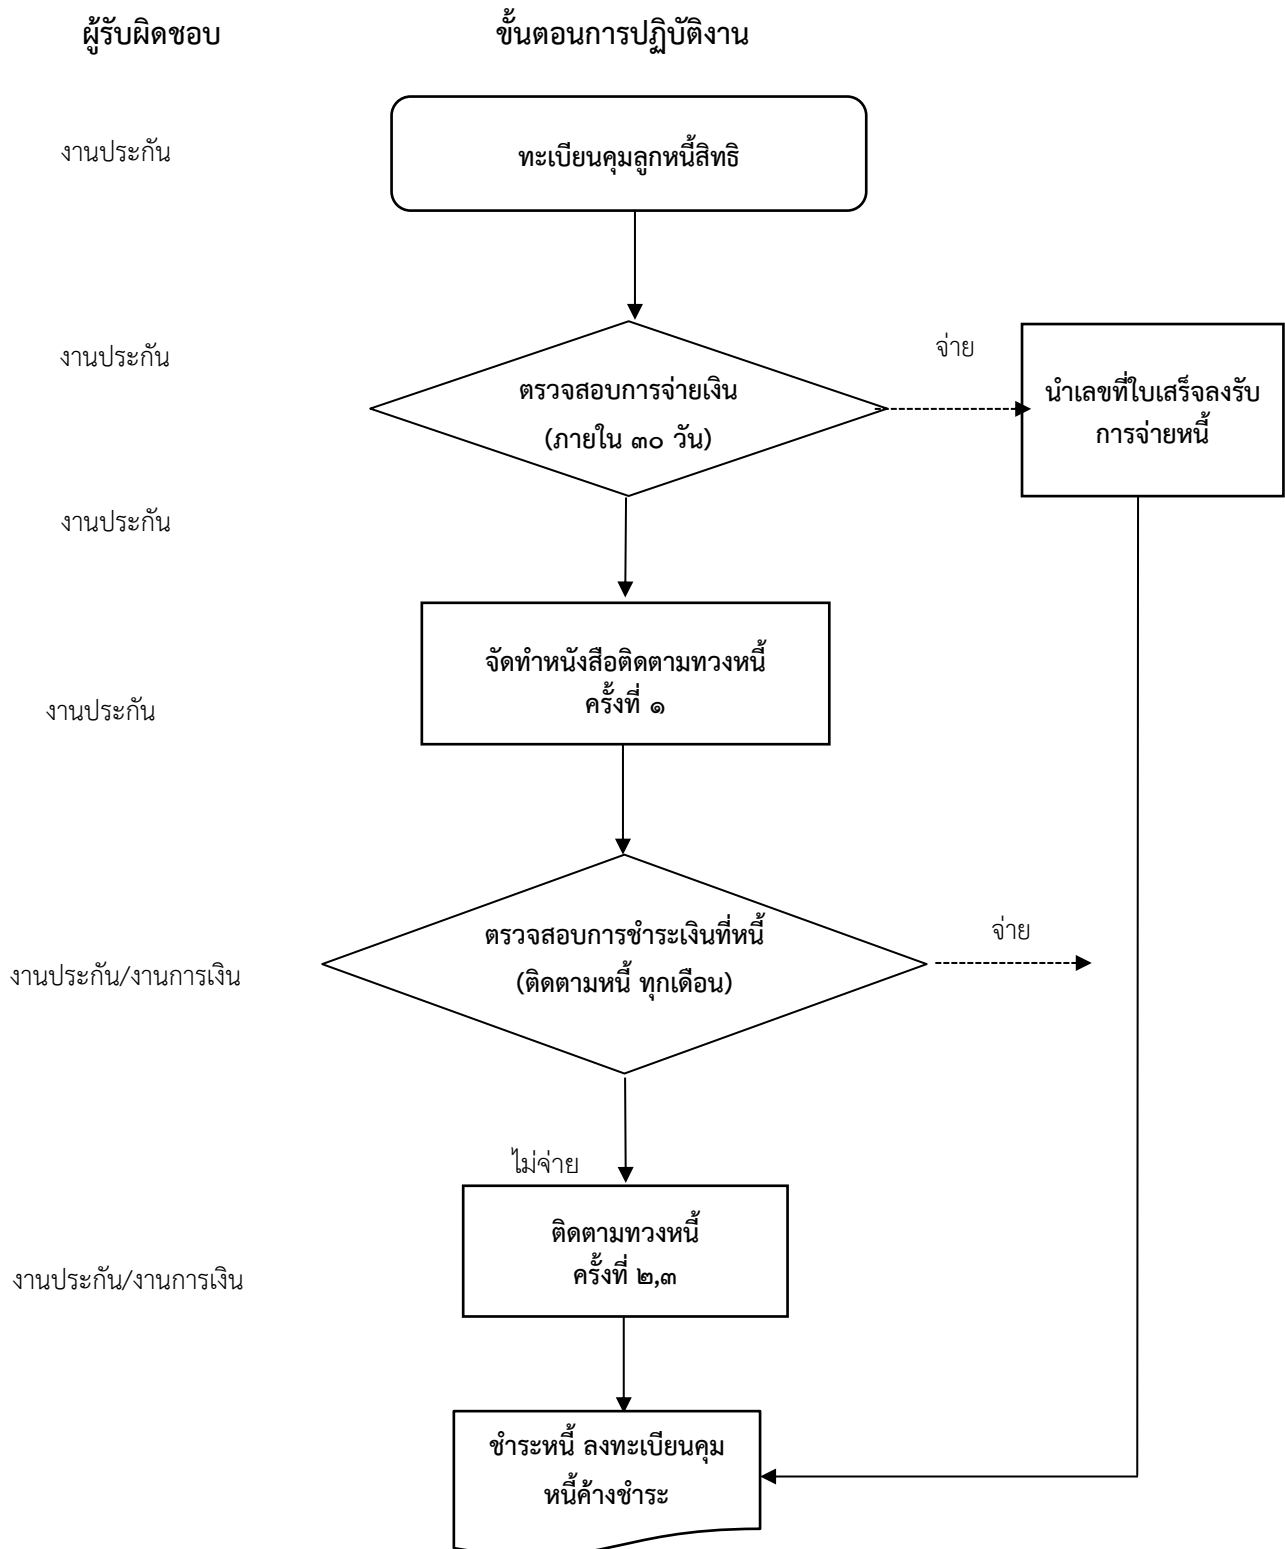 ผู้รับผิดชอบ
ขั้นตอนการปฏิบัติงาน
งานประกัน
ทะเบียนคุมลูกหนี้สิทธิ
งานประกัน
ตรวจสอบการจ่ายเงิน
(ภายใน ๓๐ วัน)
จ่าย
นำเลขที่ใบเสร็จลงรับ
การจ่ายหนี้
งานประกัน
จัดทำหนังสือติดตามทวงหนี้
ครั้งที่ ๑
งานประกัน
ตรวจสอบการชำระเงินที่หนี้
(ติดตามหนี้ ทุกเดือน)
จ่าย
งานประกัน/งานการเงิน
ไม่จ่าย
ติดตามทวงหนี้
ครั้งที่ ๒,๓
งานประกัน/งานการเงิน
ชำระหนี้ ลงทะเบียนคุม
หนี้ค้างชำระ